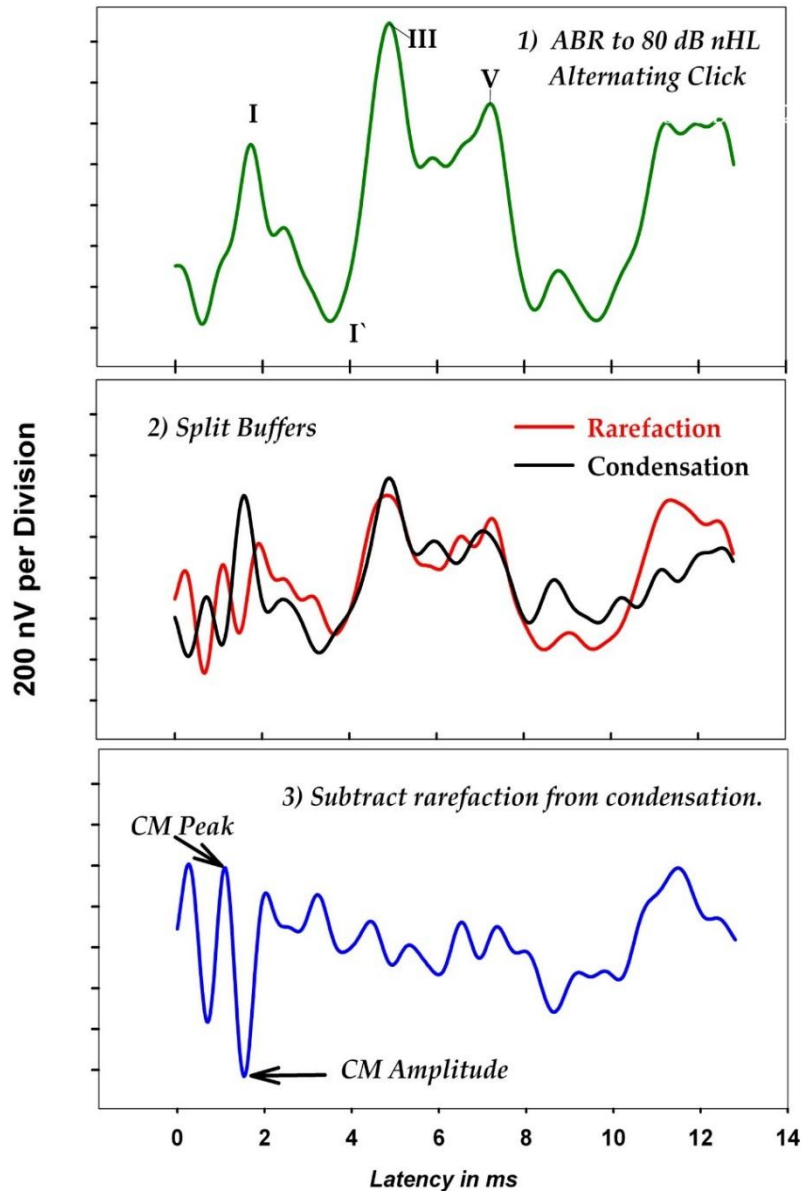 1) ABR to 80 dB nHL
Alternating Click
I
III
V
I`
2) Split Buffers
Rarefaction
Condensation
200 nV per Division
3) Subtract rarefaction from condensation.
CM Peak
CM Amplitude
0 2 4 6 8 10 12 14
Latency in ms